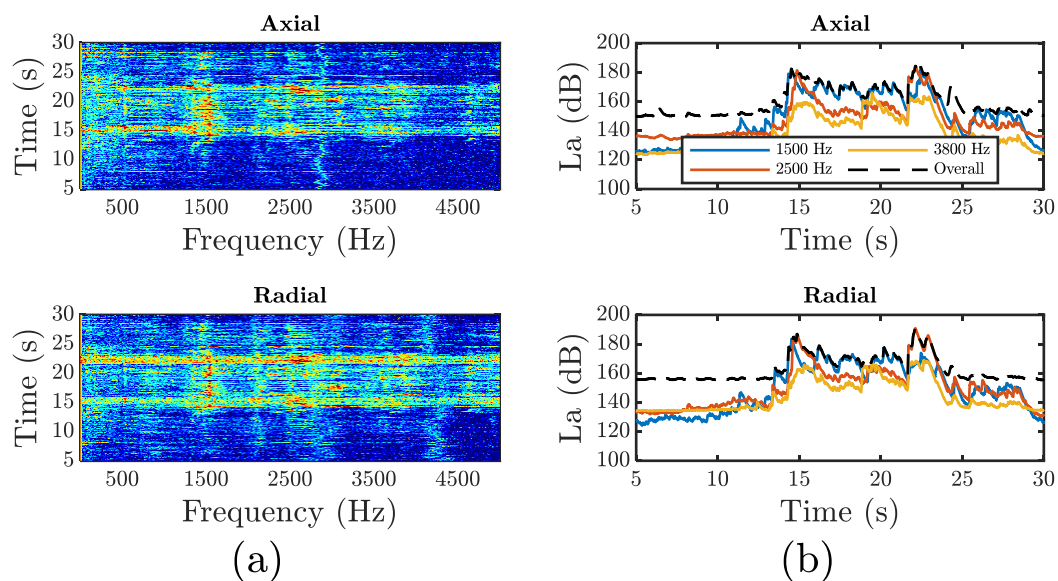 Axial
30
25
20
15
10
5
Time (s)
500 1500 2500 3500 4500
Frequency (Hz)
Axial
200
180
160
140
120
100
La (dB)
1500 Hz 3800 Hz
2500 Hz Overall
5 10 15 20 25 30
Time (s)
Radial
30
25
20
15
10
5
Time (s)
500 1500 2500 3500 4500
Frequency (Hz)
Radial
200
180
160
140
120
100
La (dB)
5 10 15 20 25 30
Time (s)
(a)
(b)